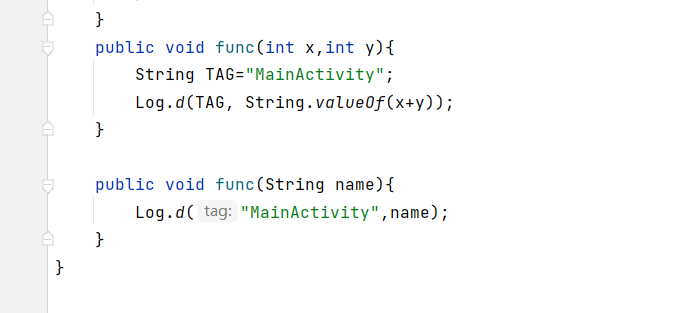 }
public void func(int x,int y){
String TAG="MainActivity";
Log.d(TAG, String.valueOf(x+y));
}
public void func(String name){
Log.d( tag: "MainActivity",name);
}
}